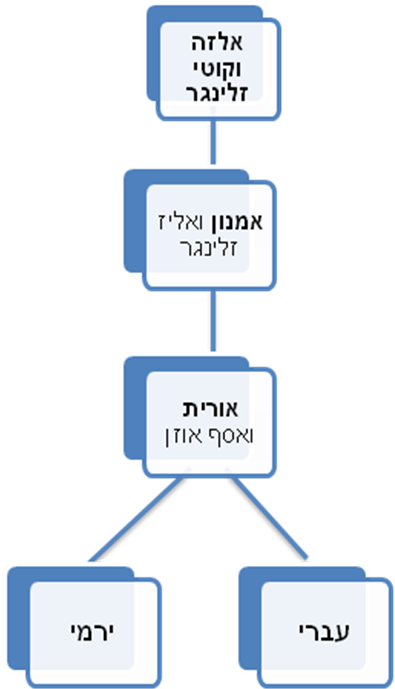 אלזה
וקוטי
זלינגר
אמנון ואליז
זלינגר
אורית
ואסף אוזן
עברי
ירמי